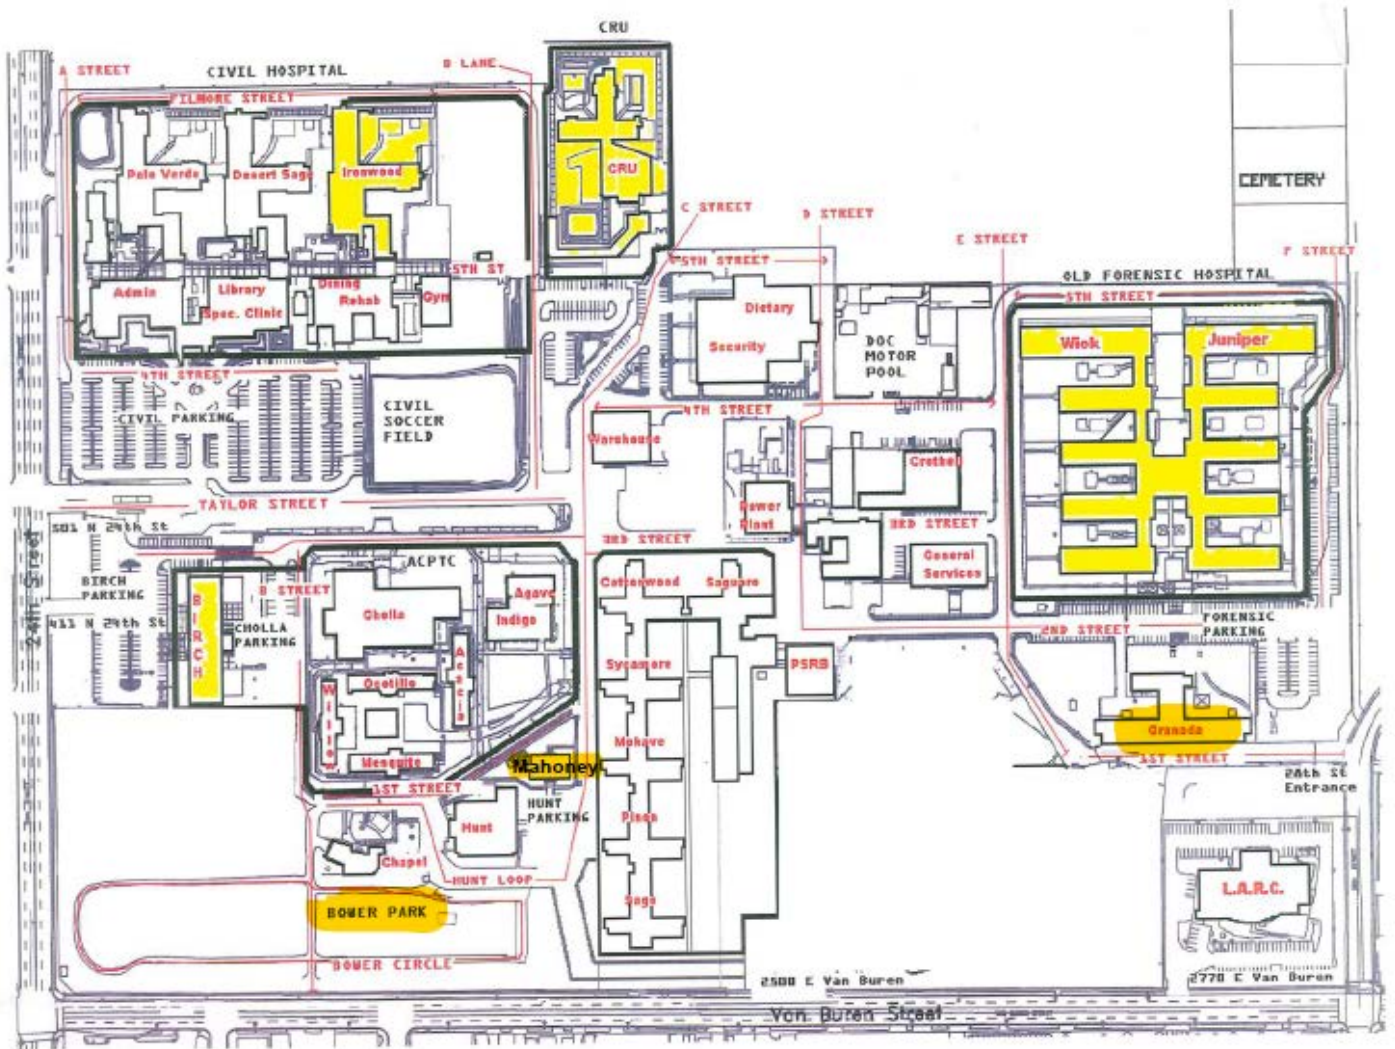 CRU
A STREET
CIVIL HOSPITAL
B LANE
FILMORE STREET
Palo Verde
Desert Sage
Ironwood
CRU
CEMETERY
C STREET
D STREET
E STREET
F STREET
5TH ST
5TH STREET
OLD FORENSIC HOSPITAL
5TH STREET
Admin
Library
Spec. Clinic
Dining
Rehab
Gym
Dietary
Security
DOC
MOTOR
POOL
Wick
Juniper
4TH STREET
CIVIL PARKING
CIVIL
SOCCER
FIELD
4TH STREET
Warehouse
Crothall
Power
Plant
TAYLOR STREET
501 N 24th St
24th Street
3RD STREET
3RD STREET
General
Services
BIRCH
PARKING
411 N 24th St
BIRCH
B STREET
CHOLLA
PARKING
ACPTC
Cholla
Agave
Indigo
Cottonwood
Saguaro
2ND STREET
FORENSIC
PARKING
Willow
Ocotillo
Acacia
Mesquite
Sycamore
PSRB
Mohave
Granada
1ST STREET
24th St
Entrance
Mahoney
1ST STREET
HUNT
PARKING
Hunt
Pinon
Chapel
HUNT LOOP
Sage
L.A.R.C.
BOWER PARK
BOWER CIRCLE
2500 E Van Buren
2770 E Van Buren
Van Buren Street